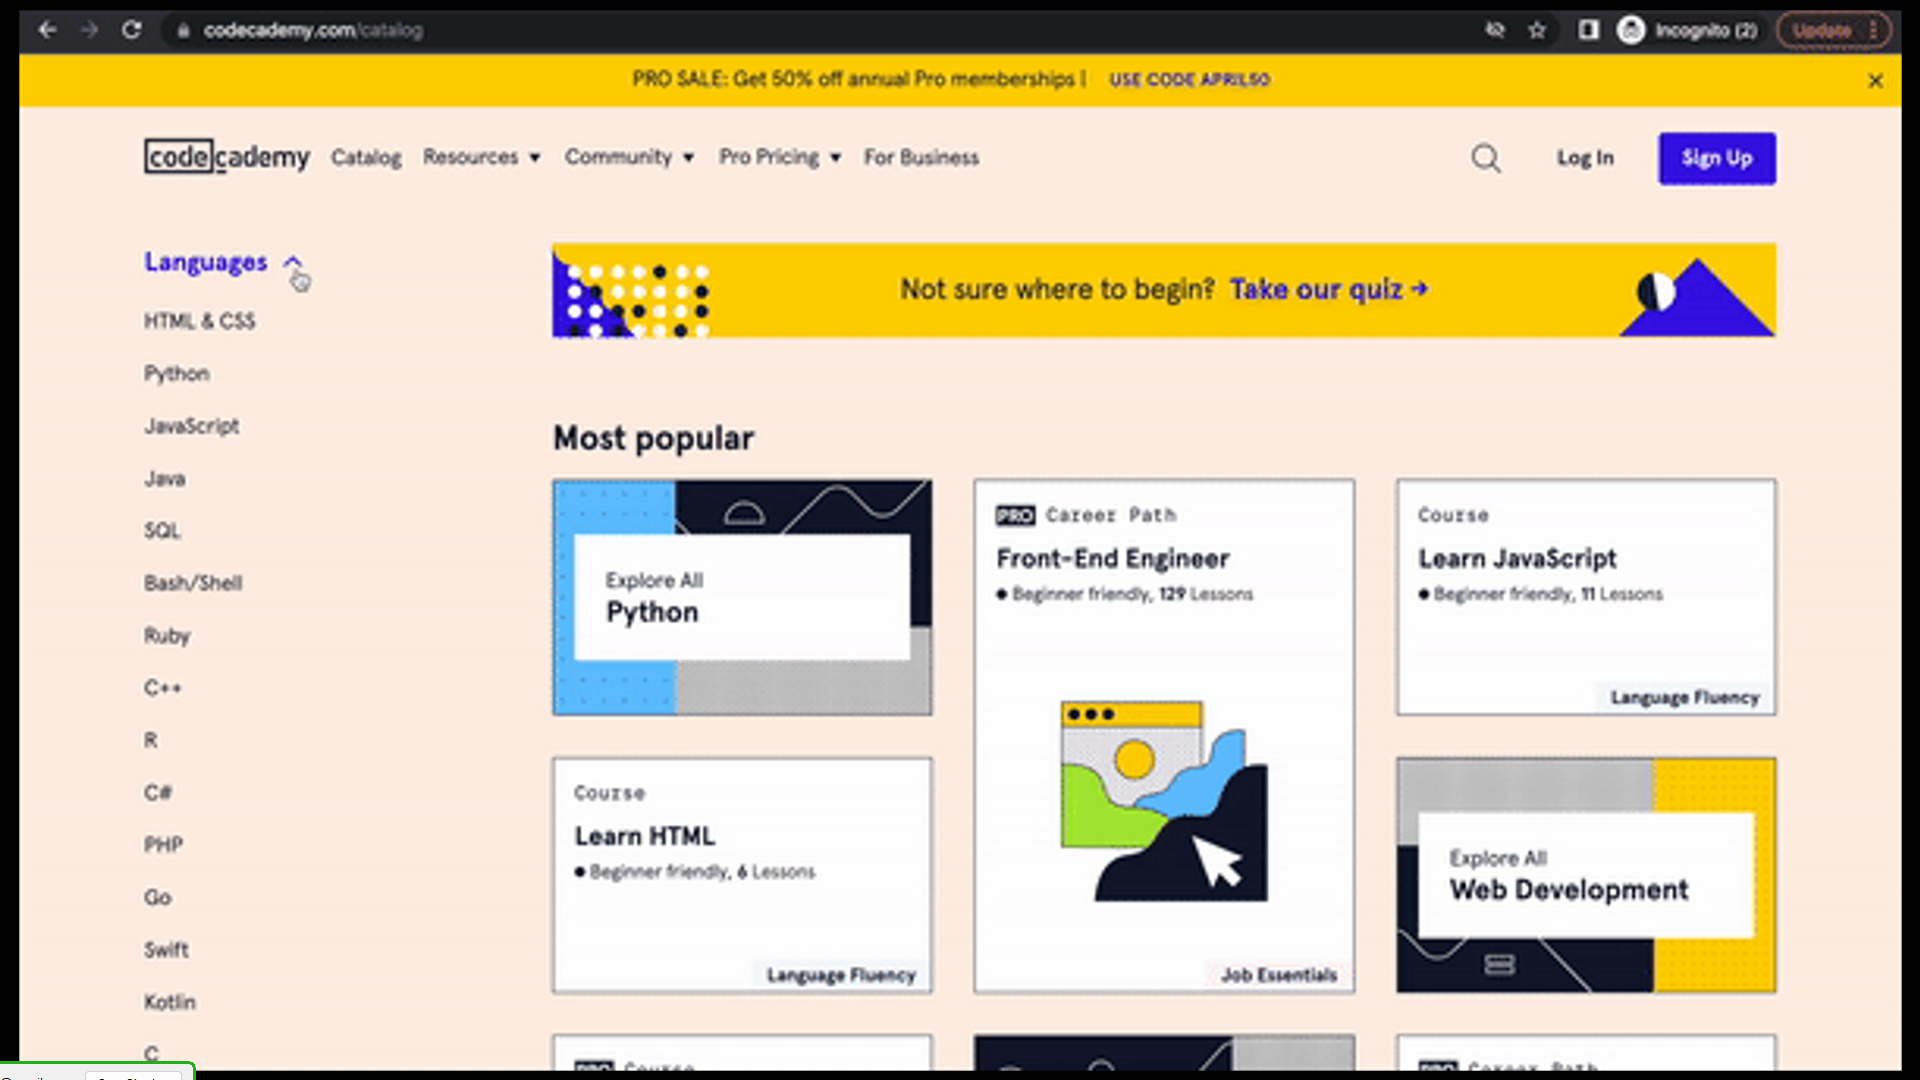 codecademy.com/catalog
Incognito (2)
Update
PRO SALE: Get 50% off annual Pro memberships | USE CODE APRIL50
codecademy
Catalog
Resources
Community
Pro Pricing
For Business
Log In
Sign Up
Languages
HTML & CSS
Python
JavaScript
Java
SQL
Bash/Shell
Ruby
C++
R
C#
PHP
Go
Swift
Kotlin
C
Not sure where to begin? Take our quiz →
Most popular
Explore All
Python
PRO Career Path
Front-End Engineer
Beginner friendly, 129 Lessons
Job Essentials
Course
Learn JavaScript
Beginner friendly, 11 Lessons
Language Fluency
Course
Learn HTML
Beginner friendly, 6 Lessons
Language Fluency
Explore All
Web Development
PRO Course
PRO Career Path